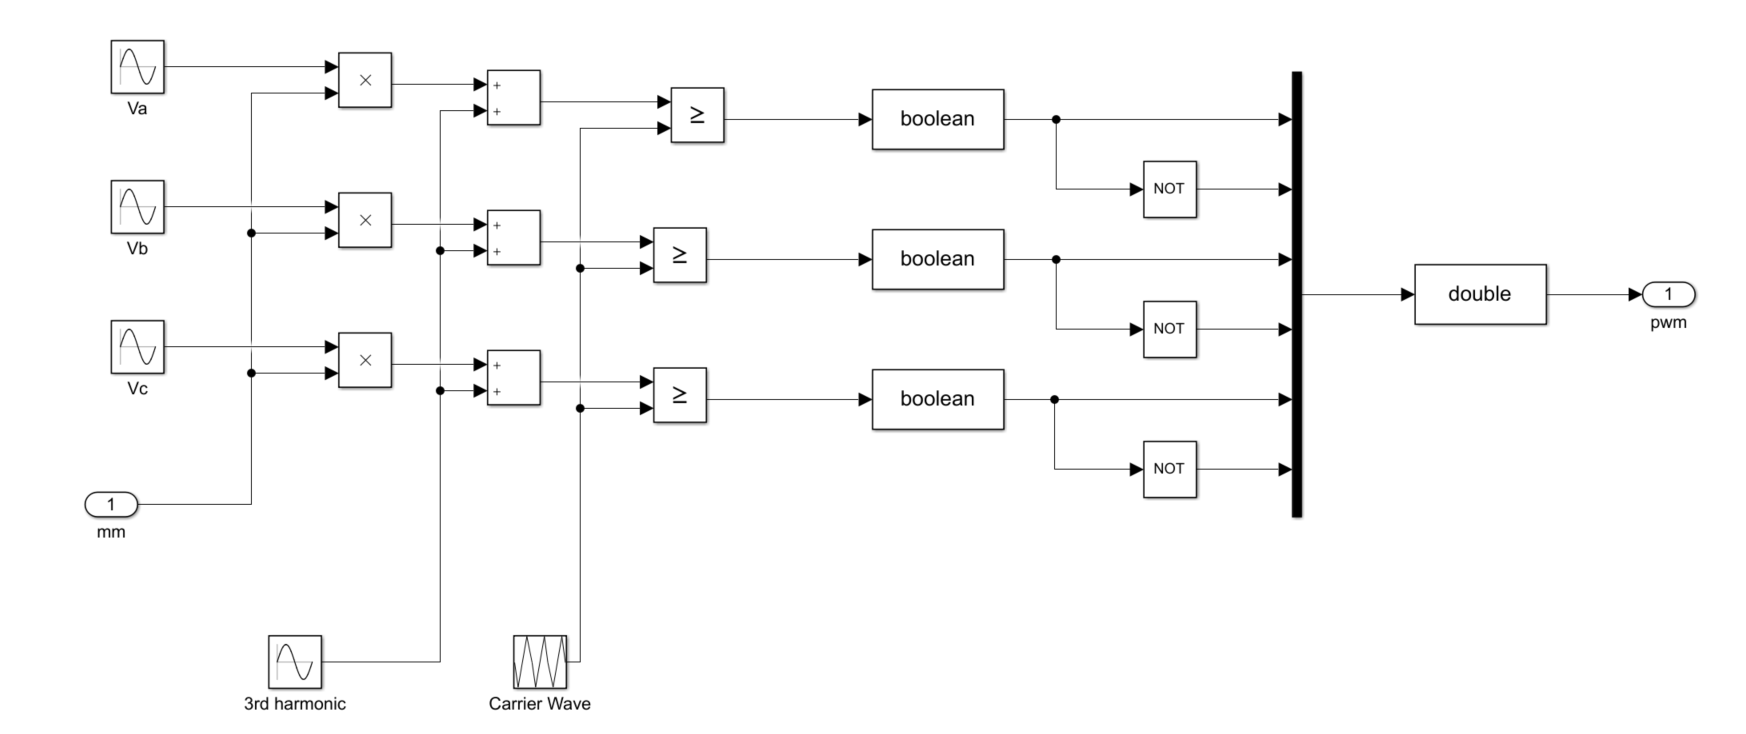 Va
×
+
+
≥
boolean
NOT
Vb
×
+
+
≥
boolean
NOT
double
1
pwm
Vc
×
+
+
≥
boolean
NOT
1
mm
3rd harmonic
Carrier Wave